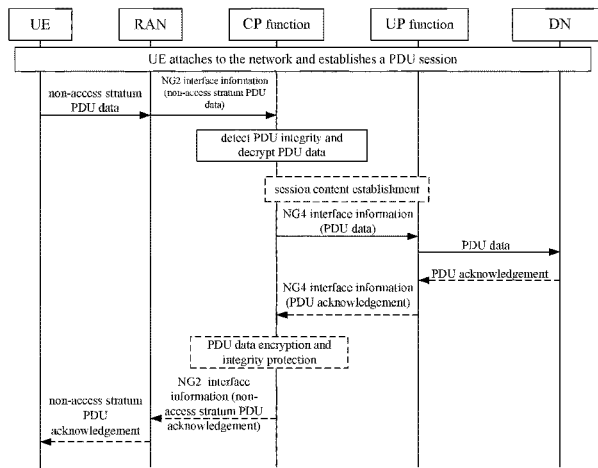 UE RAN CP function UP function DN
UE attaches to the network and establishes a PDU session
non-access stratum
PDU data
NG2 interface information
(non-access stratum PDU
data)
detect PDU integrity and
decrypt PDU data
session content establishment
NG4 interface information
(PDU data)
PDU data
PDU acknowledgement
NG4 interface information
(PDU acknowledgement)
PDU data encryption and
integrity protection
NG2 interface
information (non-
access stratum PDU
acknowledgement)
non-access stratum
PDU
acknowledgement